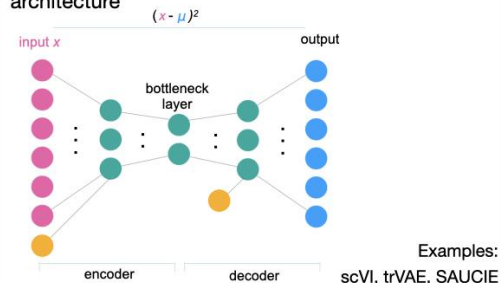 architecture
(x - μ)²
input x
output
bottleneck
layer
encoder
decoder
Examples:
scVI, trVAE, SAUCIE